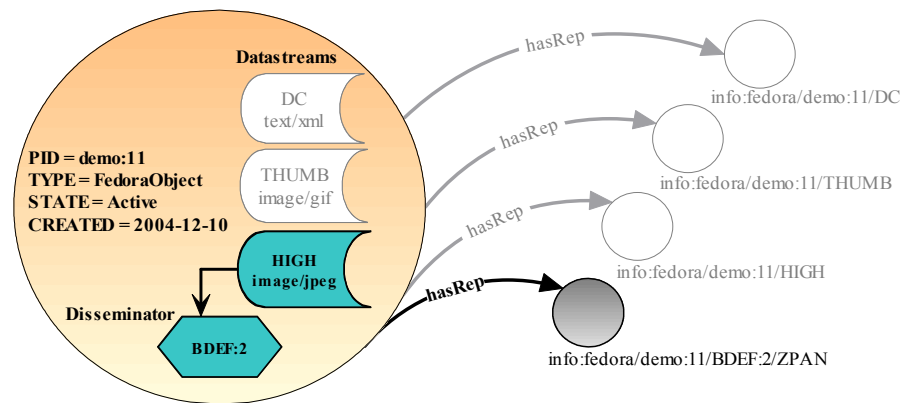 Datastreams
DC
text/xml
THUMB
image/gif
PID = demo:11
TYPE = FedoraObject
STATE = Active
CREATED = 2004-12-10
HIGH
image/jpeg
Disseminator
BDEF:2
hasRep
info:fedora/demo:11/DC
hasRep
info:fedora/demo:11/THUMB
hasRep
info:fedora/demo:11/HIGH
hasRep
info:fedora/demo:11/BDEF:2/ZPAN